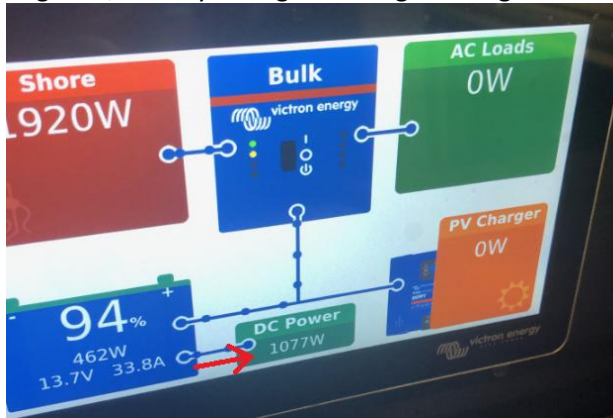 Shore
1920W
Bulk
victron energy
AC Loads
0W
PV Charger
0W
94%
462W
13.7V 33.8A
DC Power
1077W
victron energy